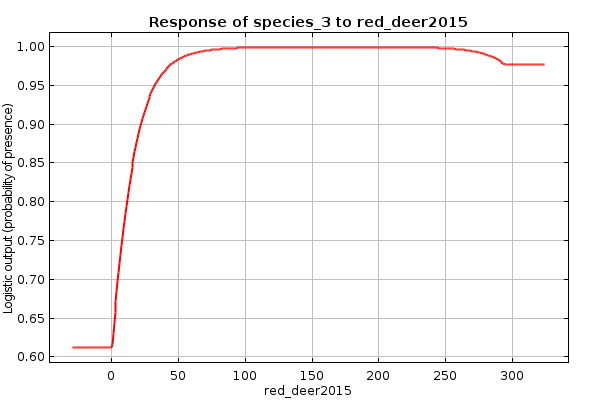 Response of species_3 to red_deer2015
Logistic output (probability of presence)
1.00
0.95
0.90
0.85
0.80
0.75
0.70
0.65
0.60
0 50 100 150 200 250 300
red_deer2015